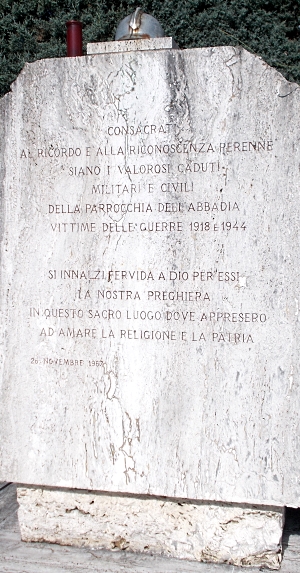 CONSACRATI
AL RICORDO E ALLA RICONOSCENZA PERENNE
SIANO I VALOROSI CADUTI
MILITARI E CIVILI
DELLA PARROCCHIA DELL'ABBADIA
VITTIME DELLE GUERRE 1918 E 1944
SI INNALZI FERVIDA A DIO PER ESSI
LA NOSTRA PREGHIERA
IN QUESTO SACRO LUOGO DOVE APPRESERO
AD AMARE LA RELIGIONE E LA PATRIA
26 NOVEMBRE